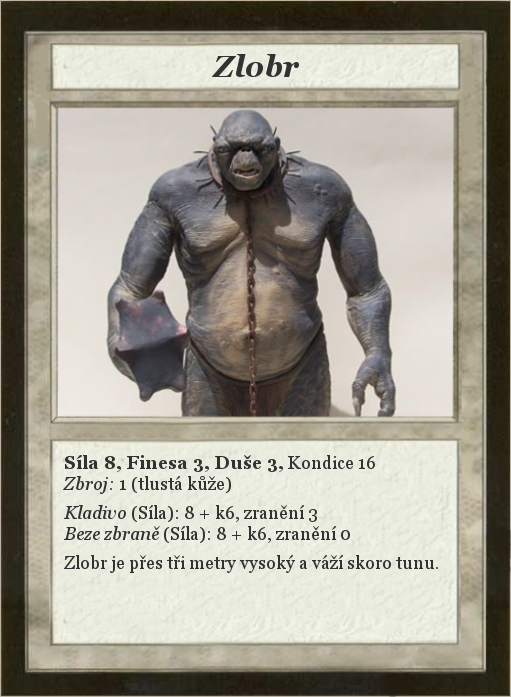 Zlobr
Síla 8, Finesa 3, Duše 3, Kondice 16
Zbroj: 1 (tlustá kůže)
Kladivo (Síla): 8 + k6, zranění 3
Beze zbraně (Síla): 8 + k6, zranění 0
Zlobr je přes tři metry vysoký a váží skoro tunu.